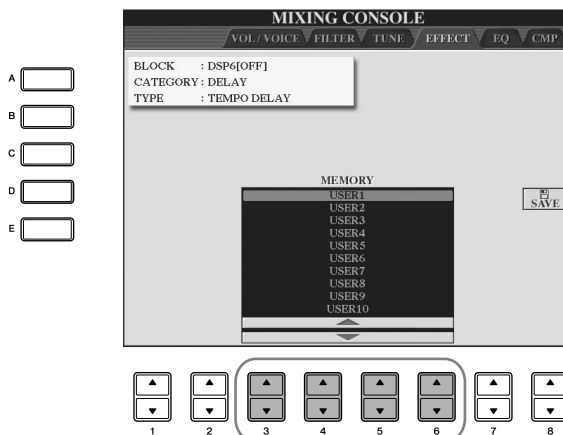 MIXING CONSOLE
VOL/VOICE FILTER TUNE EFFECT EQ CMP
BLOCK : DSP6[OFF]
CATEGORY : DELAY
TYPE : TEMPO DELAY
A
B
C
D
E
MEMORY
USER1
USER2
USER3
USER4
USER5
USER6
USER7
USER8
USER9
USER10
SAVE
1 2 3 4 5 6 7 8